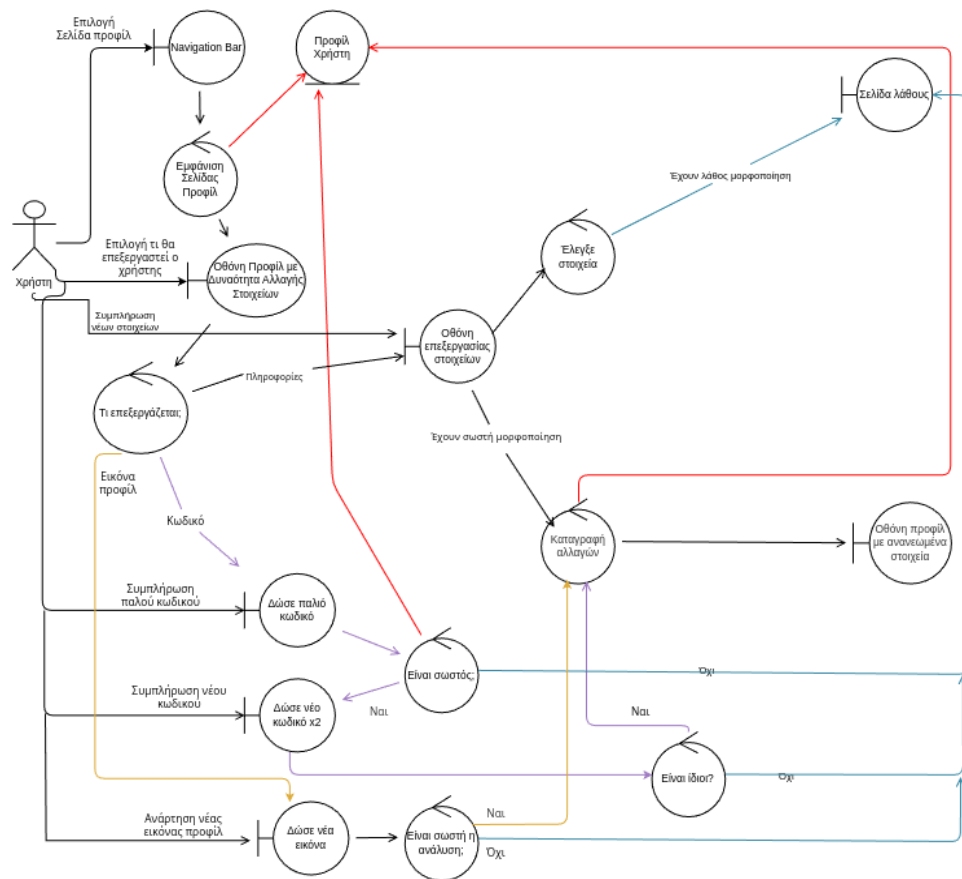 Επιλογή
Σελίδα προφίλ
Navigation Bar
Προφίλ
Χρήστη
Σελίδα λάθους
Εμφάνιση
Σελίδας
Προφίλ
Έχουν λάθος μορφοποίηση
Χρήστη
Επιλογή τι θα
επεξεργαστεί ο
χρήστης
Οθόνη Προφίλ με
Δυναότητα Αλλαγής
Στοιχείων
Έλεγξε
στοιχεία
Συμπλήρωση
νέων στοιχείων
Οθόνη
επεξεργασίας
στοιχείων
Πληροφορίες
Τι επεξεργάζεται;
Έχουν σωστή μορφοποίηση
Εικόνα
προφίλ
Κωδικό
Καταγραφή
αλλαγών
Οθόνη προφίλ
με ανανεωμένα
στοιχεία
Συμπλήρωση
παλού κωδικού
Δώσε παλιό
κωδικό
Είναι σωστός;
Όχι
Συμπλήρωση νέου
κωδικού
Δώσε νέο
κωδικό x2
Ναι
Ναι
Είναι ίδιοι?
Όχι
Ανάρτηση νέας
εικόνας προφίλ
Δώσε νέα
εικόνα
Είναι σωστή η
ανάλυση;
Ναι
Όχι